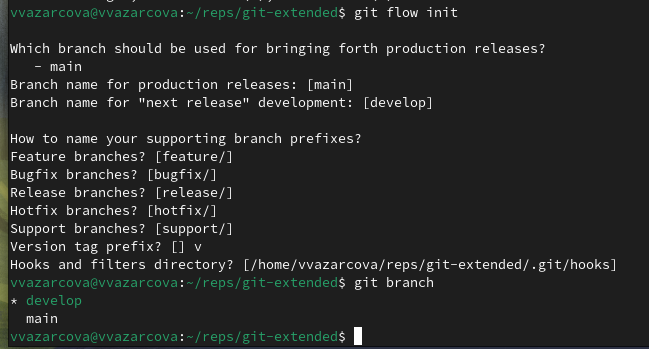 vvazarcova@vvazarcova:~/reps/git-extended$ git flow init
Which branch should be used for bringing forth production releases?
- main
Branch name for production releases: [main]
Branch name for "next release" development: [develop]
How to name your supporting branch prefixes?
Feature branches? [feature/]
Bugfix branches? [bugfix/]
Release branches? [release/]
Hotfix branches? [hotfix/]
Support branches? [support/]
Version tag prefix? [] v
Hooks and filters directory? [/home/vvazarcova/reps/git-extended/.git/hooks]
vvazarcova@vvazarcova:~/reps/git-extended$ git branch
* develop
main
vvazarcova@vvazarcova:~/reps/git-extended$